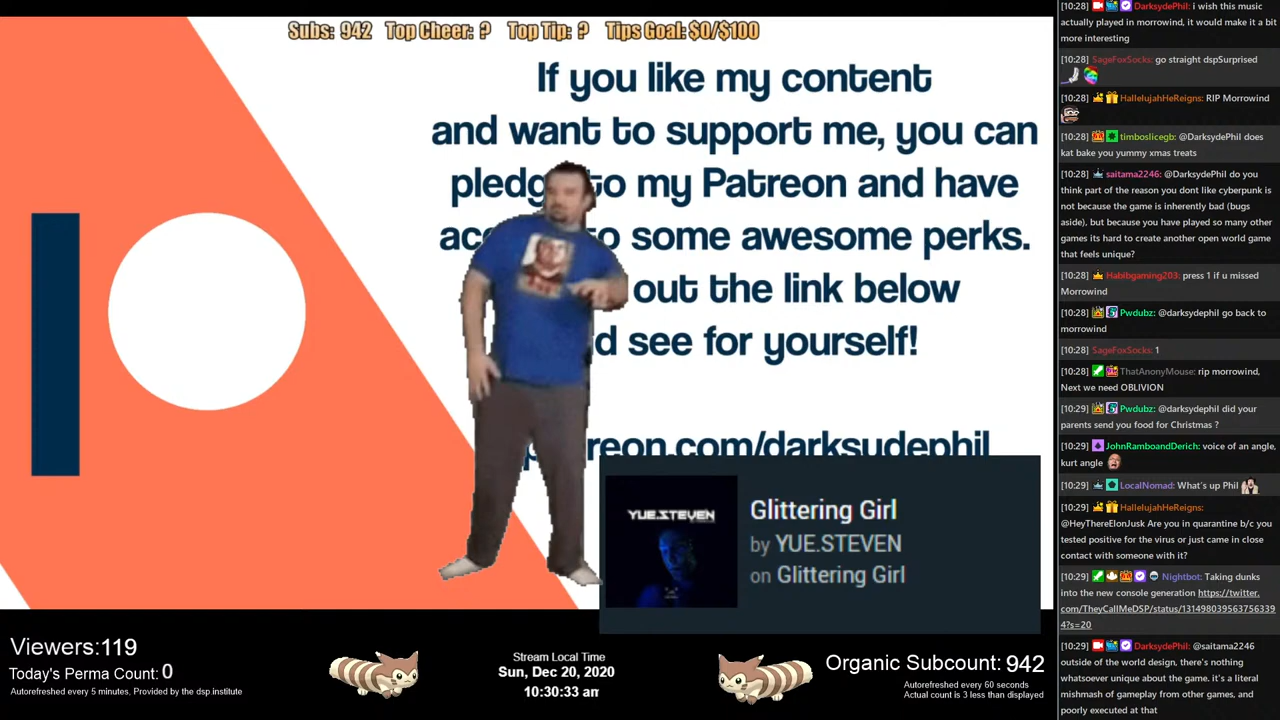 Subs: 942 Top Cheer: ? Top Tip: ? Tips Goal: $0/$100
If you like my content
and want to support me, you can
pledg to my Patreon and have
ac o some awesome perks.
out the link below
d see for yourself!
reon.com/darksydephil
YUE.STEVEN
Glittering Girl
by YUE.STEVEN
on Glittering Girl
Viewers:119
Today's Perma Count: 0
Autorefreshed every 5 minutes, Provided by the dsp.institute
Stream Local Time
Sun, Dec 20, 2020
10:30:33 am
Organic Subcount: 942
Autorefreshed every 60 seconds
Actual count is 3 less than displayed
[10:28] DarksydePhil: i wish this music
actually played in morrowind, it would make it a bit
more interesting
[10:28] SageFoxSocks: go straight dspSurprised
[10:28] HallelujahHeReigns: RIP Morrowind
[10:28] timboslicegb: @DarksydePhil does
kat bake you yummy xmas treats
[10:28] saitama2246: @DarksydePhil do you
think part of the reason you dont like cyberpunk is
not because the game is inherently bad (bugs
aside), but because you have played so many other
games its hard to create another open world game
that feels unique?
[10:28] Habibgaming203: press 1 if u missed
Morrowind
[10:28] Pwdubz: @darksydephil go back to
morrowind
[10:28] SageFoxSocks: 1
[10:28] ThatAnonyMouse: rip morrowind,
Next we need OBLIVION
[10:29] Pwdubz: @darksydephil did your
parents send you food for Christmas ?
[10:29] JohnRamboandDerich: voice of an angle.
kurt angle
[10:29] LocalNomad: What's up Phil
[10:29] HallelujahHeReigns:
@HeyThereElonJusk Are you in quarantine b/c you
tested positive for the virus or just came in close
contact with someone with it?
[10:29] Nightbot: Taking dunks
into the new console generation https://twitter.
com/TheyCallMeDSP/status/131498039563756339
4?s=20
[10:29] DarksydePhil: @saitama2246
outside of the world design, there's nothing
whatsoever unique about the game. it's a literal
mishmash of gameplay from other games, and
poorly executed at that